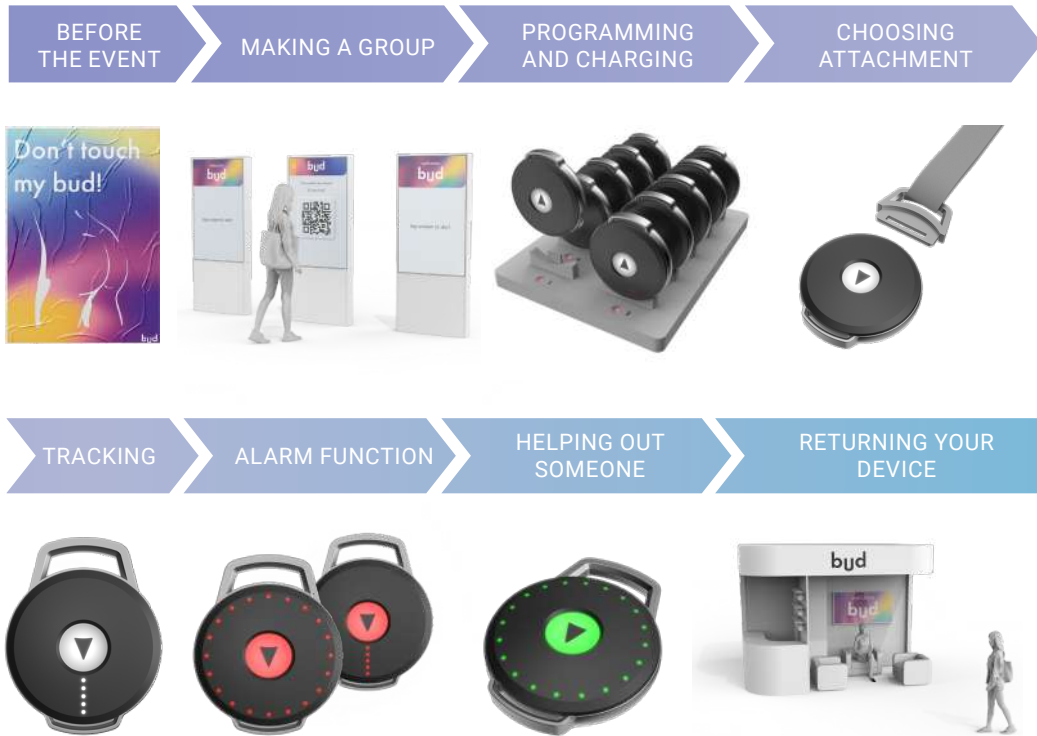 BEFORE
THE EVENT
MAKING A GROUP
PROGRAMMING
AND CHARGING
CHOOSING
ATTACHMENT
Don't touch
my bud!
bud
bud
bud
bud
TRACKING
ALARM FUNCTION
HELPING OUT
SOMEONE
RETURNING YOUR
DEVICE
bud
bud